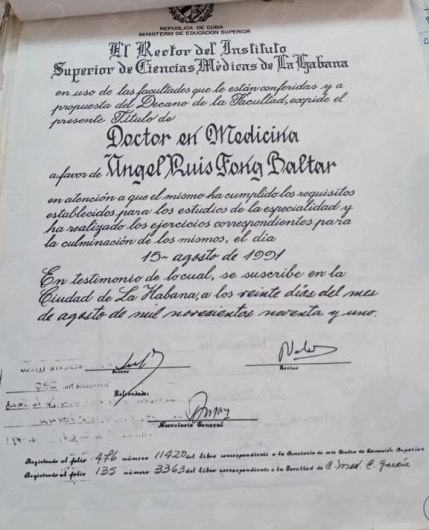 REPUBLICA DE CUBA
MINISTERIO DE EDUCACION SUPERIOR
El Rector del Instituto
Superior de Ciencias Médicas de La Habana
en uso de las facultades que le están conferidas y a
propuesta del Decano de la Facultad, expide el
presente Título de
Doctor en Medicina
a favor de Angel Luis Fong Baltar
en atención a que el mismo ha cumplido los requisitos
establecidos para los estudios de la especialidad y
ha realizado los ejercicios correspondientes para
la culminación de los mismos, el día
15- agosto de 1991
En testimonio de lo cual, se suscribe en la
Ciudad de La Habana, a los veinte días del mes
de agosto de mil novecientos noventa y uno.
Decano
Rector
Refrendado:
Secretario General
Registrado al folio 476 número 11420 del libro correspondiente a la Secretaría de este Centro de Educación Superior
Registrado al folio 135 número 3363 del libro correspondiente a la Facultad de C. Med. C. García